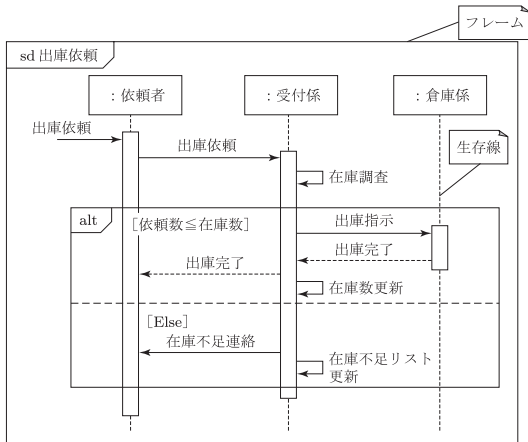 フレーム
sd 出庫依頼
：依頼者
：受付係
：倉庫係
出庫依頼
出庫依頼
生存線
在庫調査
alt
［依頼数≦在庫数］
出庫指示
出庫完了
出庫完了
在庫数更新
［Else］
在庫不足連絡
在庫不足リスト
更新